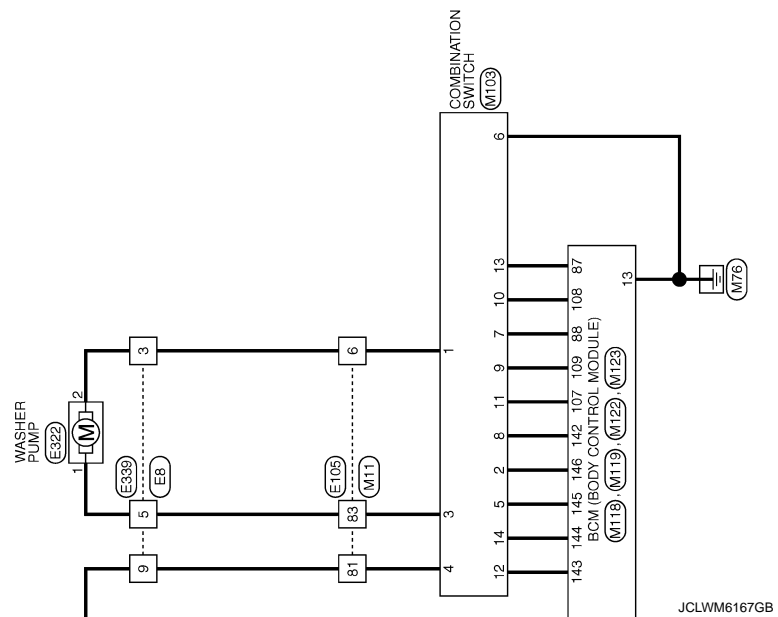 COMBINATION
SWITCH
M103
6
13
10
7
9
11
8
2
5
14
12
1
3
4
87
108
88
109
107
142
146
145
144
143
13
BCM (BODY CONTROL MODULE)
M118 , M119 , M122 , M123
M76
WASHER
PUMP
E322
M
2
1
3
6
E339
E8
E105
M11
5
83
9
81
JCLWM6167GB